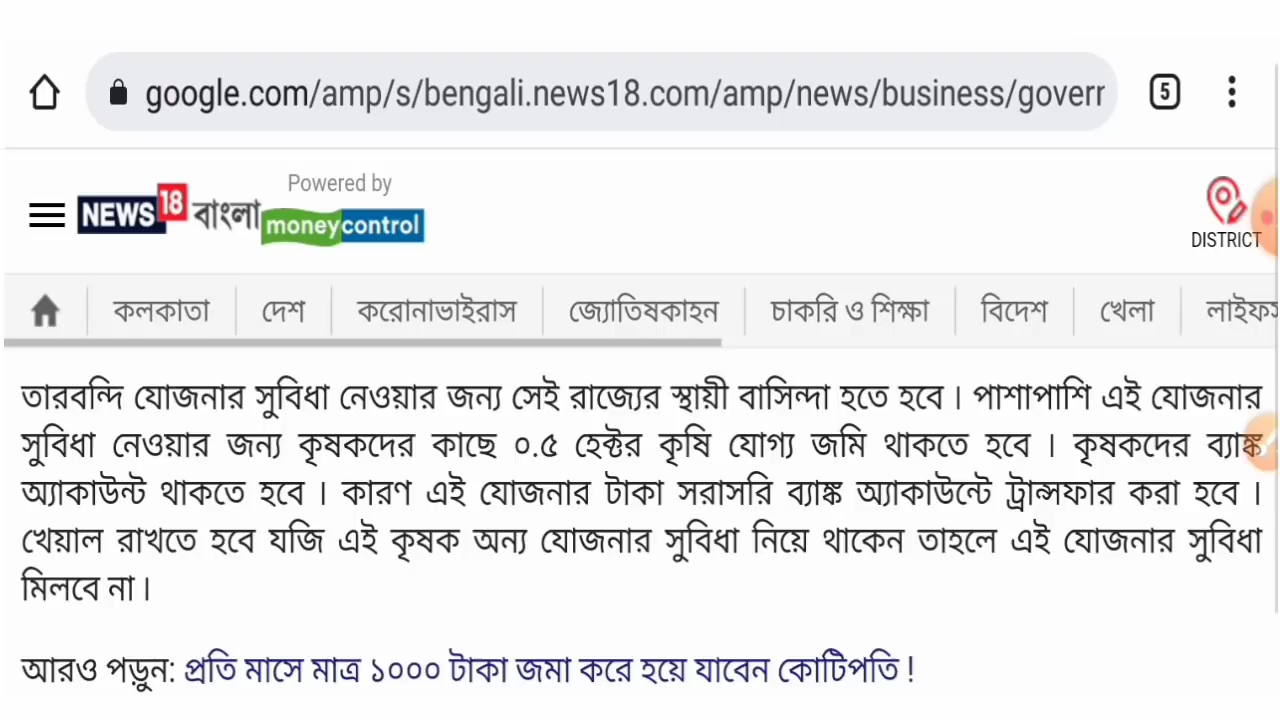 google.com/amp/s/bengali.news18.com/amp/news/business/goverr
5
Powered by
NEWS 18 বাংলা moneycontrol
DISTRICT
কলকাতা দেশ করোনাভাইরাস জ্যোতিষকাহন চাকরি ও শিক্ষা বিদেশ খেলা লাইফস
তারবন্দি যোজনার সুবিধা নেওয়ার জন্য সেই রাজ্যের স্থায়ী বাসিন্দা হতে হবে । পাশাপাশি এই যোজনার
সুবিধা নেওয়ার জন্য কৃষকদের কাছে ০.৫ হেক্টর কৃষি যোগ্য জমি থাকতে হবে । কৃষকদের ব্যাঙ্ক
অ্যাকাউন্ট থাকতে হবে । কারণ এই যোজনার টাকা সরাসরি ব্যাঙ্ক অ্যাকাউন্টে ট্রান্সফার করা হবে ।
খেয়াল রাখতে হবে যজি এই কৃষক অন্য যোজনার সুবিধা নিয়ে থাকেন তাহলে এই যোজনার সুবিধা
মিলবে না ।
আরও পড়ুন: প্রতি মাসে মাত্র ১০০০ টাকা জমা করে হয়ে যাবেন কোটিপতি !